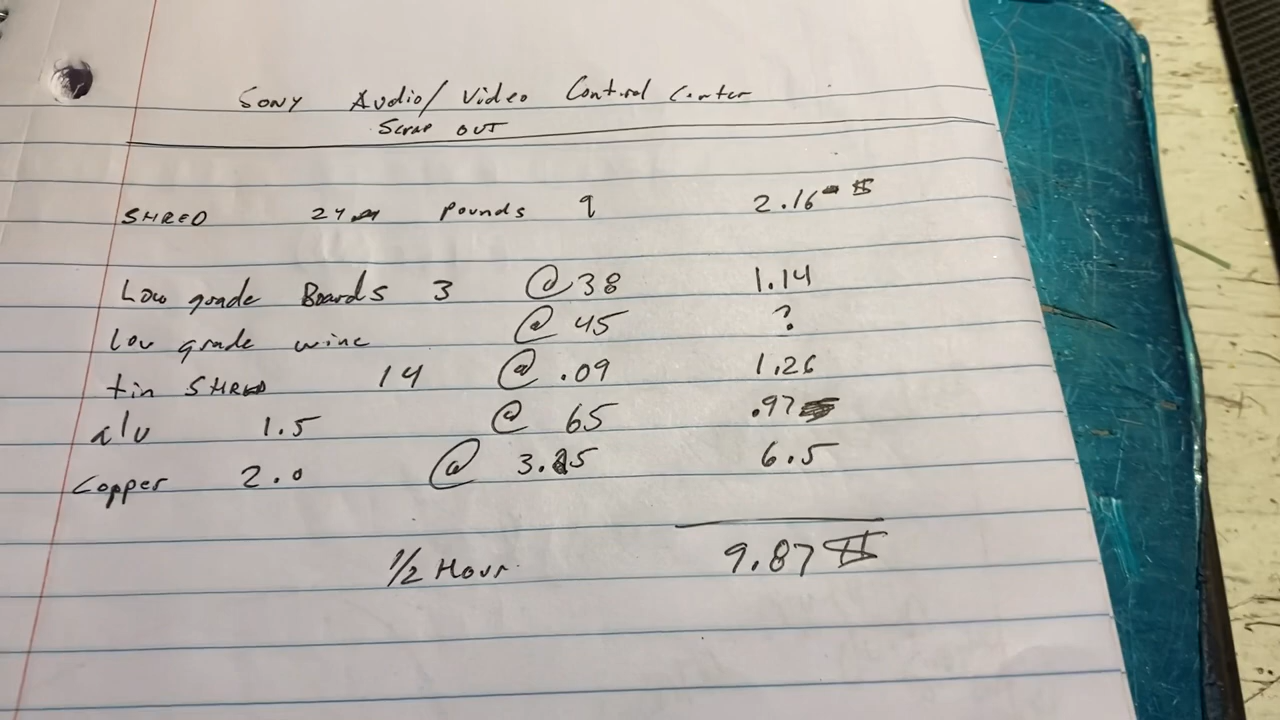 Sony Audio/Video Control Center
Scrap out
SHRED 24 pounds 9 2.16 $
Low grade Boards 3 @ 38 1.14
low grade wire @ 45 ?
tin SHRED 14 @ .09 1.26
alu 1.5 @ 65 .97
Copper 2.0 @ 3.25 6.5
1/2 Hour 9.87 $